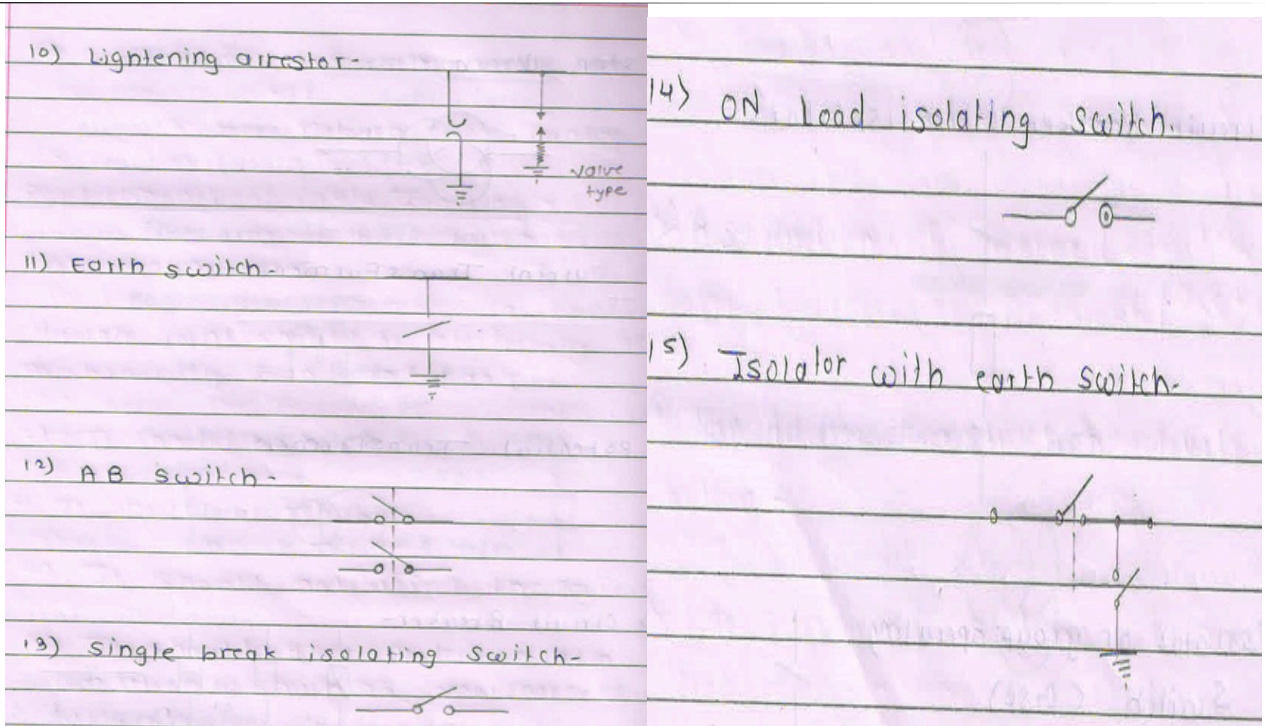 10) Lightening arrestor-
valve
type
11) Earth switch-
12) AB switch-
13) Single break isolating switch-
14) ON Load isolating switch.
15) Isolator with earth switch.